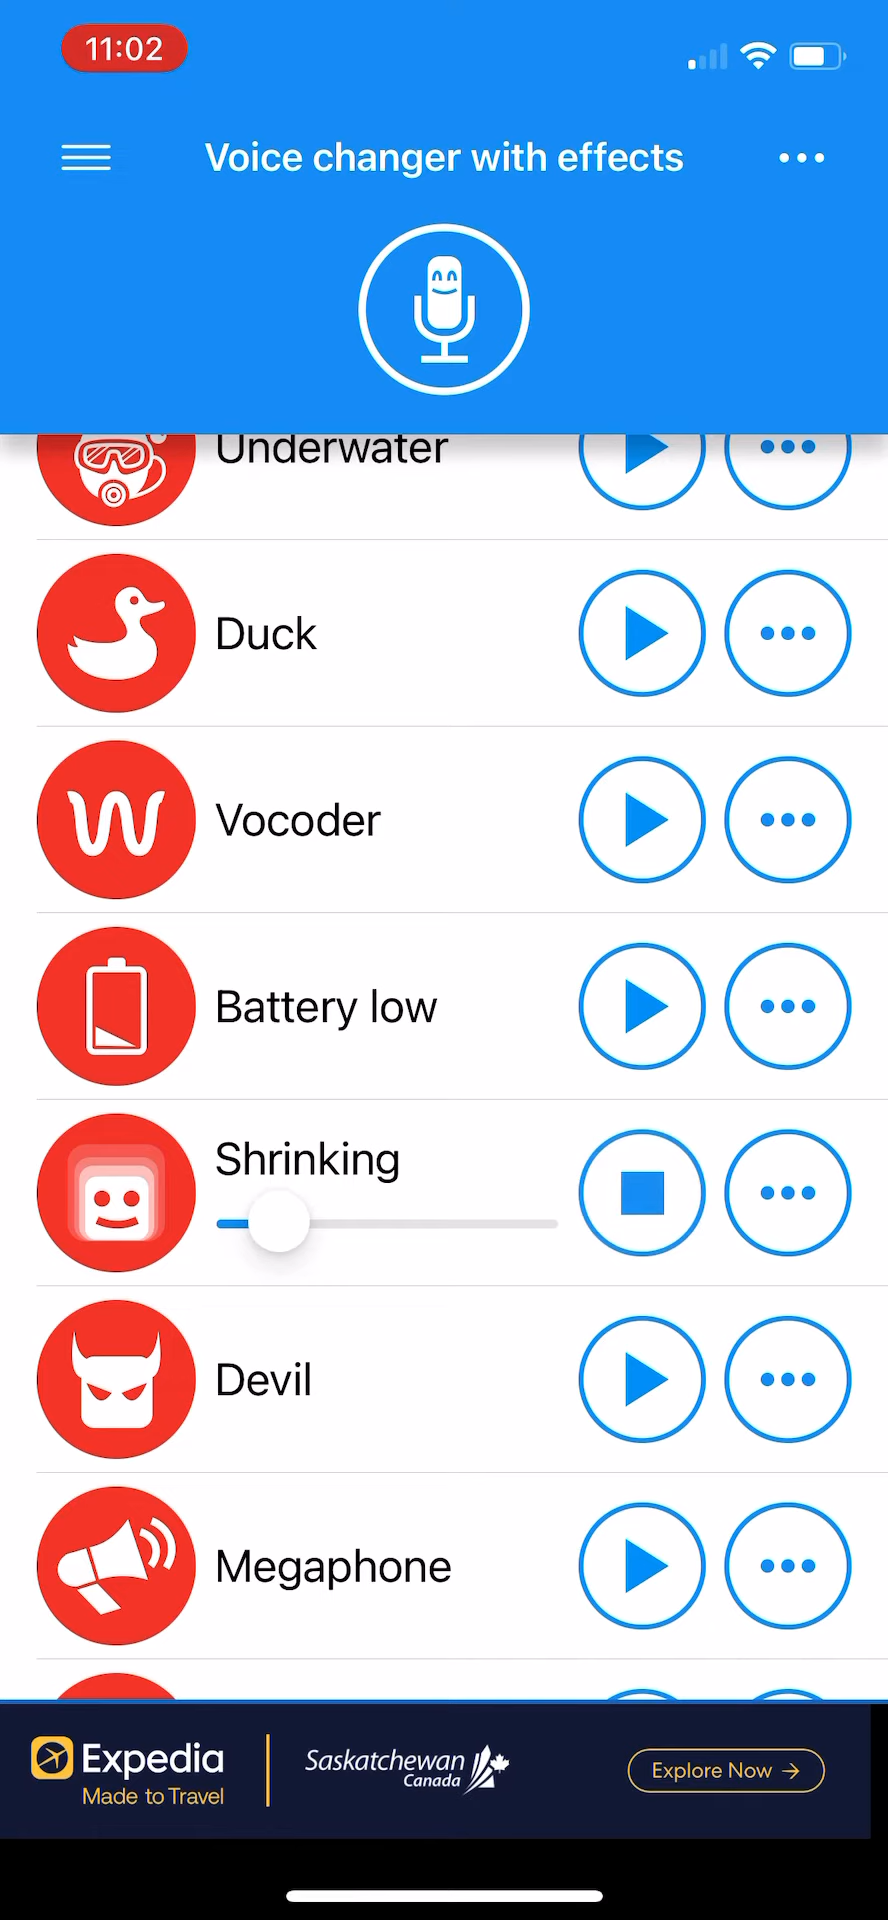 11:02
Voice changer with effects
Underwater
Duck
Vocoder
Battery low
Shrinking
Devil
Megaphone
Expedia
Made to Travel
Saskatchewan
Canada
Explore Now →